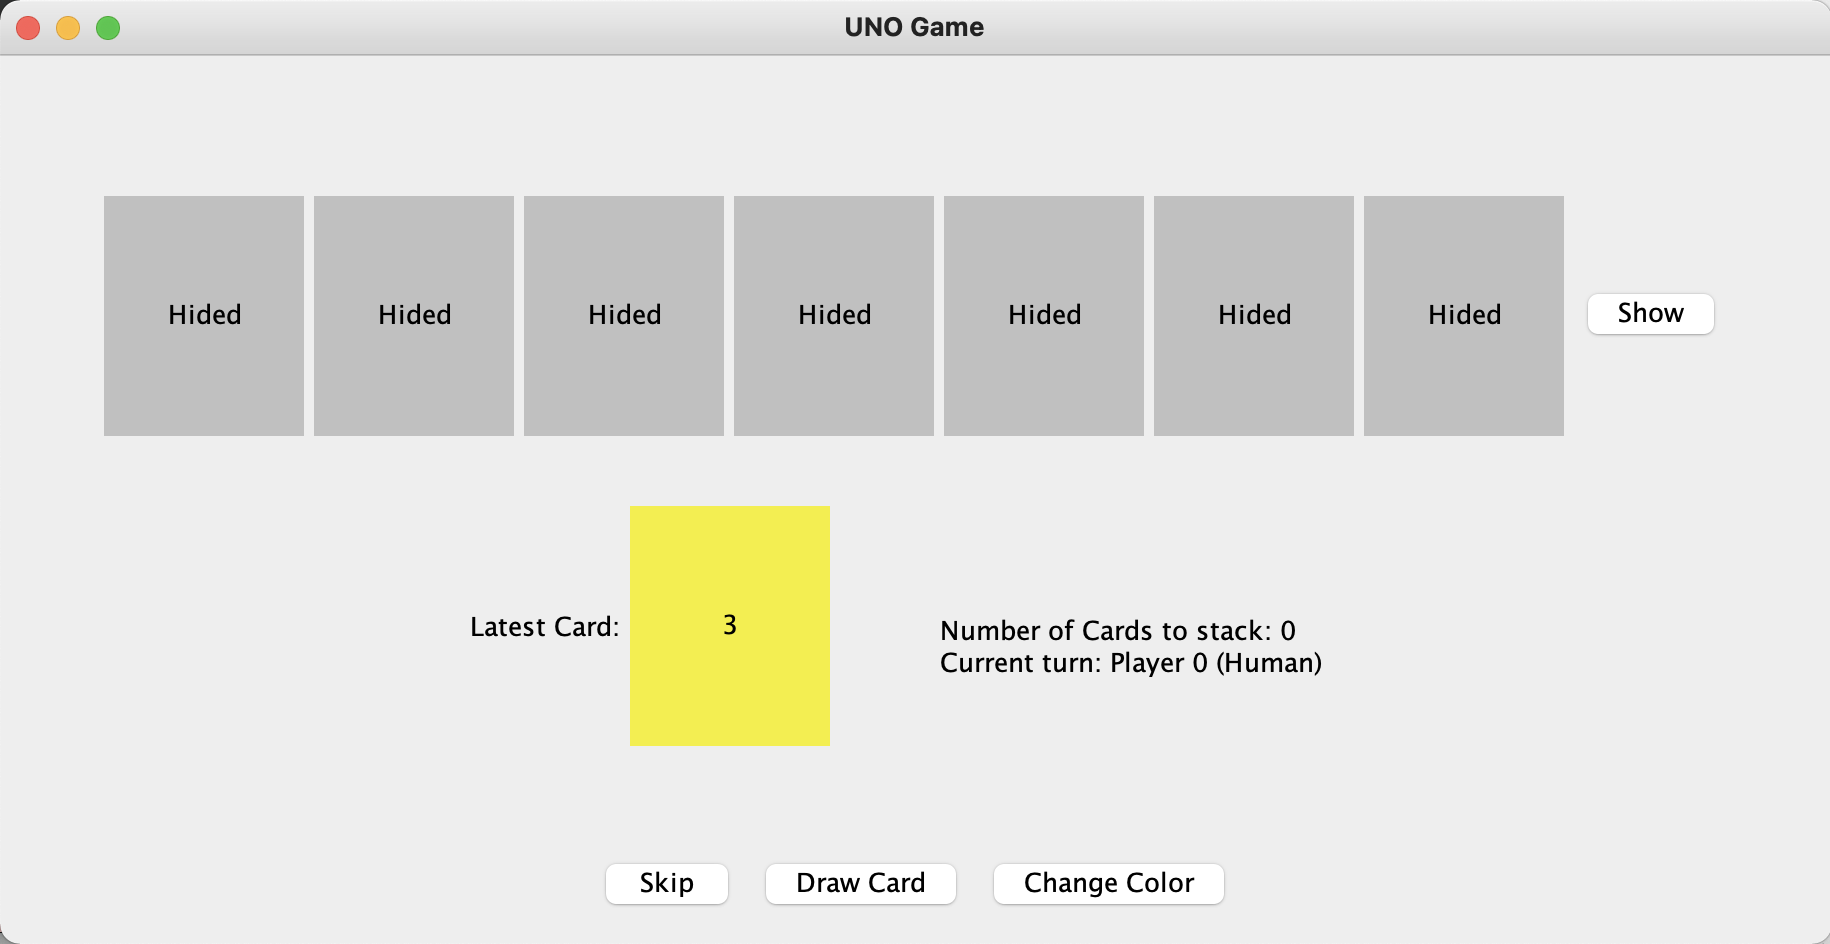 UNO Game
Hided Hided Hided Hided Hided Hided Hided Show
Latest Card: 3
Number of Cards to stack: 0
Current turn: Player 0 (Human)
Skip Draw Card Change Color